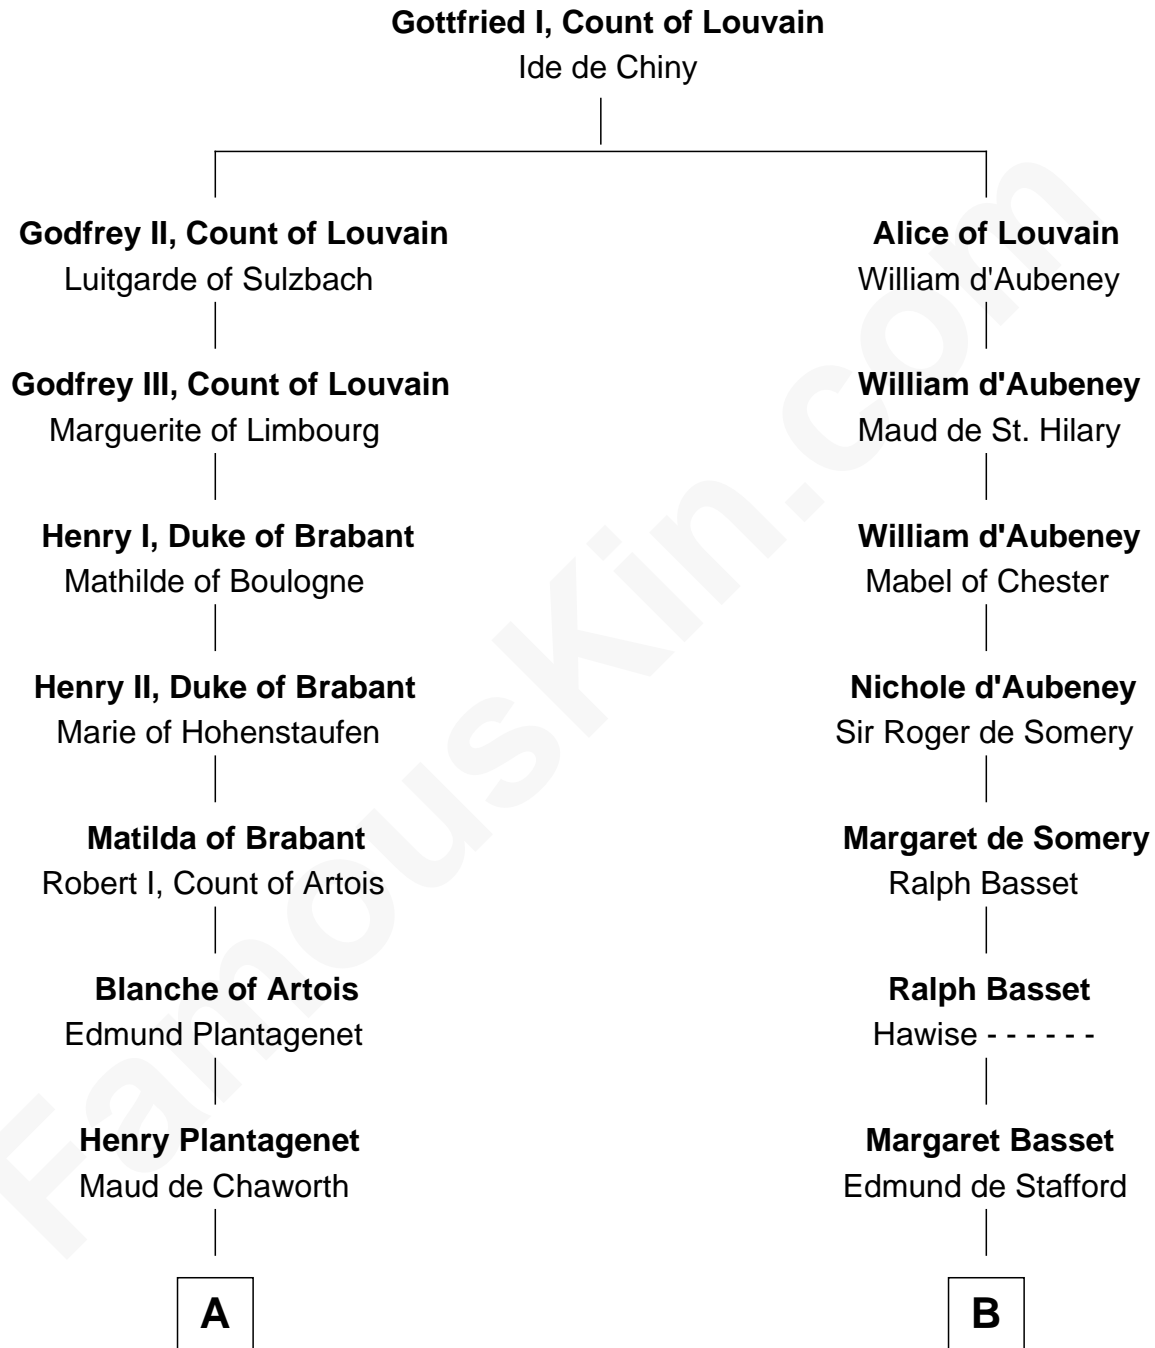 Gottfried I, Count of Louvain
Ide de Chiny
Godfrey II, Count of Louvain
Luitgarde of Sulzbach
Alice of Louvain
William d'Aubeney
Godfrey III, Count of Louvain
Marguerite of Limbourg
William d'Aubeney
Maud de St. Hilary
Henry I, Duke of Brabant
Mathilde of Boulogne
William d'Aubeney
Mabel of Chester
Henry II, Duke of Brabant
Marie of Hohenstaufen
Nichole d'Aubeney
Sir Roger de Somery
Matilda of Brabant
Robert I, Count of Artois
Margaret de Somery
Ralph Basset
Blanche of Artois
Edmund Plantagenet
Ralph Basset
Hawise - - - - - -
Henry Plantagenet
Maud de Chaworth
Margaret Basset
Edmund de Stafford
A
B
FamousKin.com